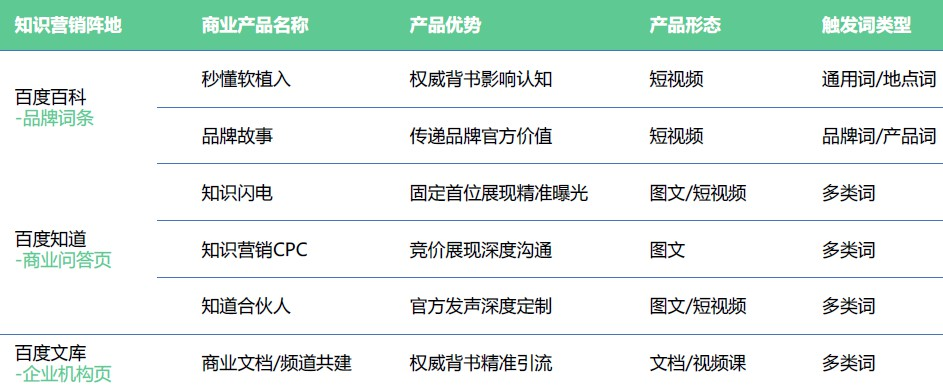 知识营销阵地 商业产品名称 产品优势 产品形态 触发词类型
百度百科
-品牌词条
秒懂软植入 权威背书影响认知 短视频 通用词/地点词
品牌故事 传递品牌官方价值 短视频 品牌词/产品词
百度知道
-商业问答页
知识闪电 固定首位展现精准曝光 图文/短视频 多类词
知识营销CPC 竞价展现深度沟通 图文 多类词
知道合伙人 官方发声深度定制 图文/短视频 多类词
百度文库
-企业机构页
商业文档/频道共建 权威背书精准引流 文档/视频课 多类词